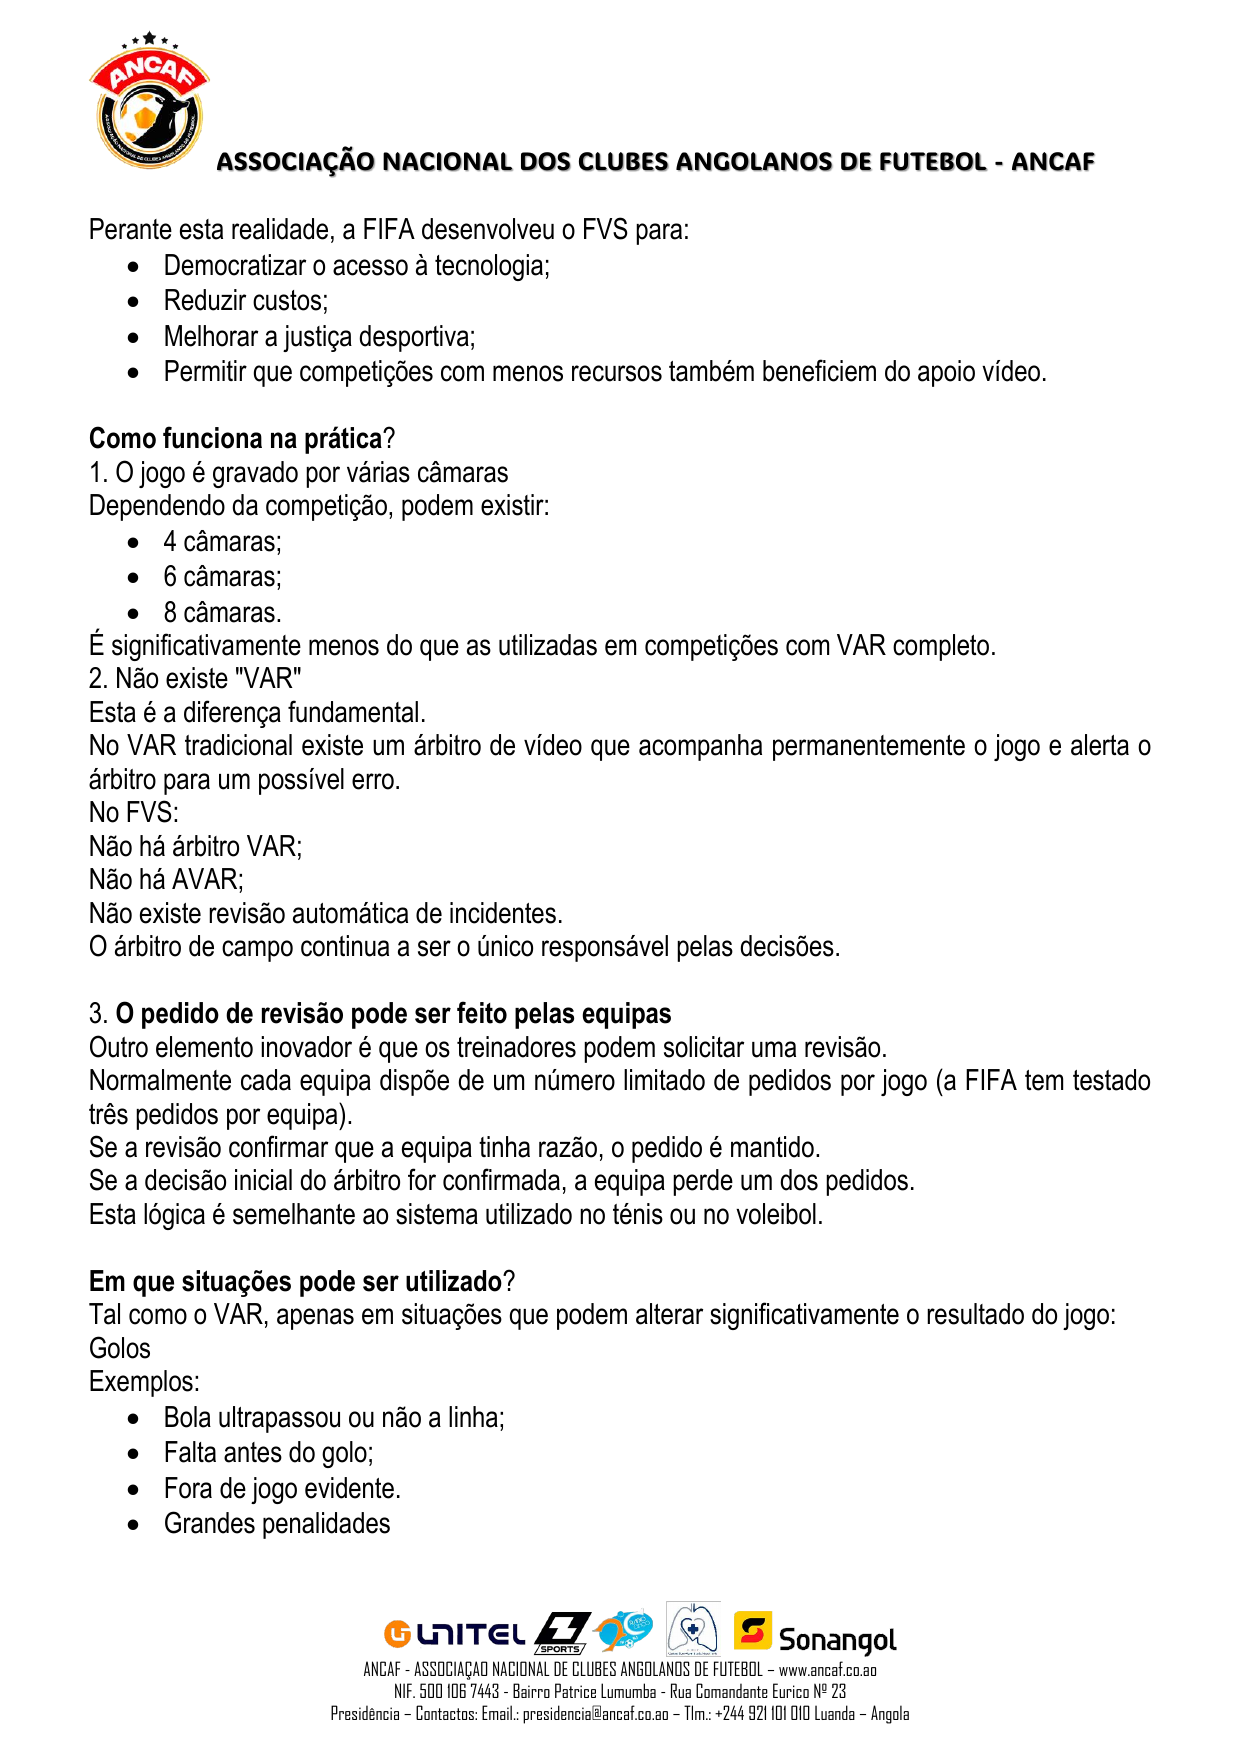 ANCAF
ASSOCIAÇÃO NACIONAL DOS CLUBES ANGOLANOS DE FUTEBOL - ANCAF
Perante esta realidade, a FIFA desenvolveu o FVS para:
• Democratizar o acesso à tecnologia;
• Reduzir custos;
• Melhorar a justiça desportiva;
• Permitir que competições com menos recursos também beneficiem do apoio vídeo.
Como funciona na prática?
1. O jogo é gravado por várias câmaras
Dependendo da competição, podem existir:
• 4 câmaras;
• 6 câmaras;
• 8 câmaras.
É significativamente menos do que as utilizadas em competições com VAR completo.
2. Não existe "VAR"
Esta é a diferença fundamental.
No VAR tradicional existe um árbitro de vídeo que acompanha permanentemente o jogo e alerta o
árbitro para um possível erro.
No FVS:
Não há árbitro VAR;
Não há AVAR;
Não existe revisão automática de incidentes.
O árbitro de campo continua a ser o único responsável pelas decisões.
3. O pedido de revisão pode ser feito pelas equipas
Outro elemento inovador é que os treinadores podem solicitar uma revisão.
Normalmente cada equipa dispõe de um número limitado de pedidos por jogo (a FIFA tem testado
três pedidos por equipa).
Se a revisão confirmar que a equipa tinha razão, o pedido é mantido.
Se a decisão inicial do árbitro for confirmada, a equipa perde um dos pedidos.
Esta lógica é semelhante ao sistema utilizado no ténis ou no voleibol.
Em que situações pode ser utilizado?
Tal como o VAR, apenas em situações que podem alterar significativamente o resultado do jogo:
Golos
Exemplos:
• Bola ultrapassou ou não a linha;
• Falta antes do golo;
• Fora de jogo evidente.
• Grandes penalidades
UNITEL SPORTS Sonangol
ANCAF - ASSOCIAÇAO NACIONAL DE CLUBES ANGOLANOS DE FUTEBOL – www.ancaf.co.ao
NIF. 500 106 7443 - Bairro Patrice Lumumba - Rua Comandante Eurico Nº 23
Presidência – Contactos: Email.: presidencia@ancaf.co.ao – Tlm.: +244 921 101 010 Luanda – Angola